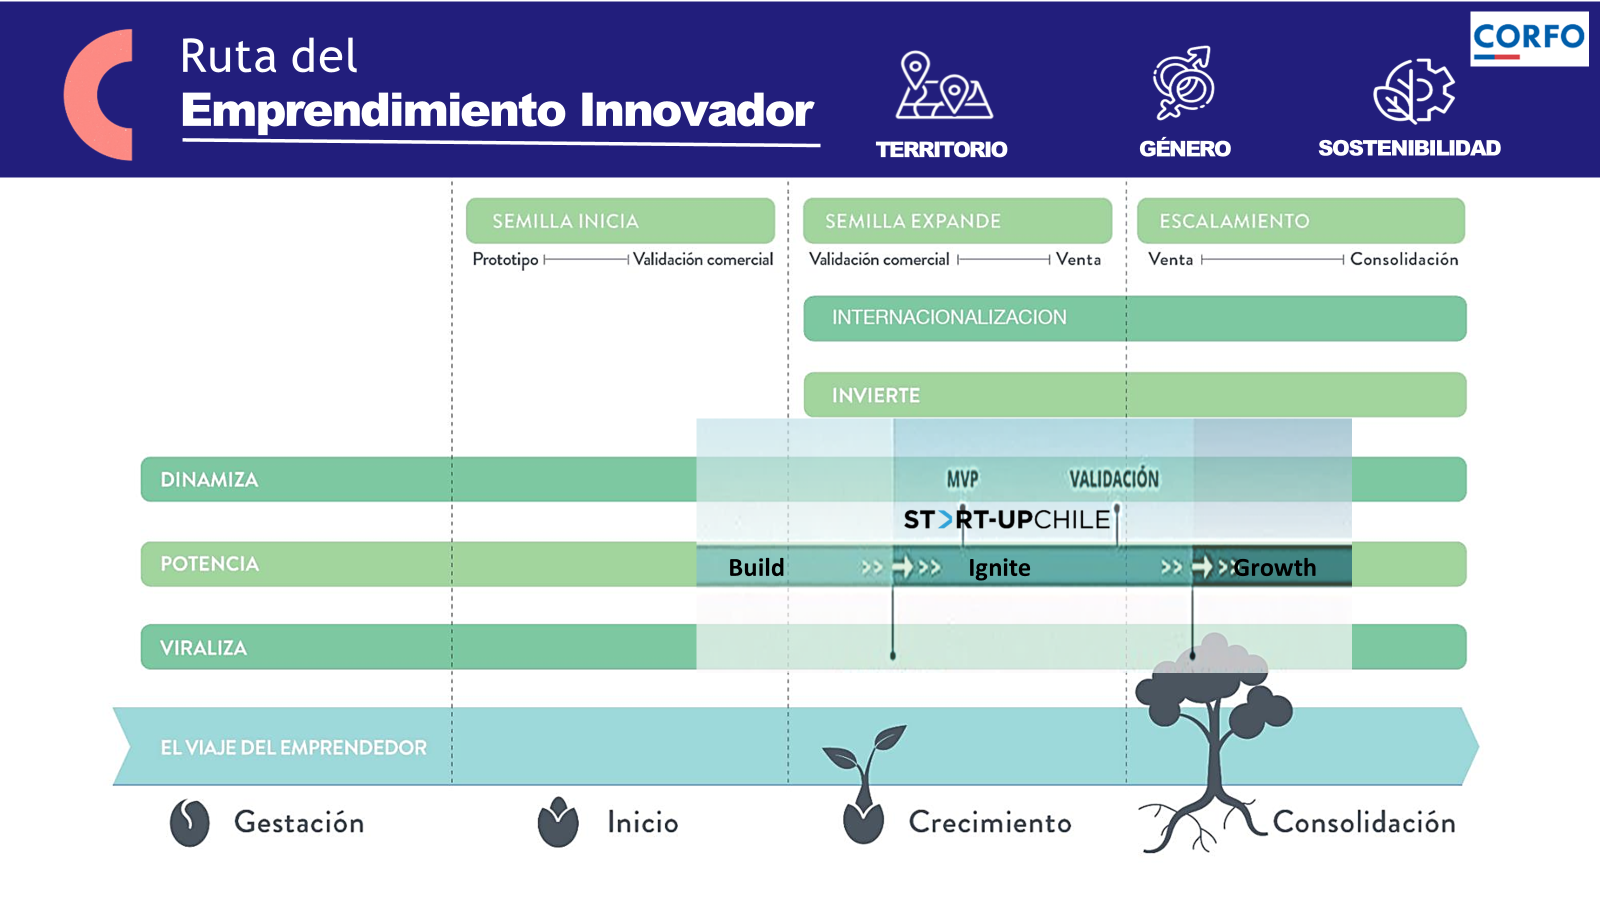 Ruta del
Emprendimiento Innovador
TERRITORIO
GÉNERO
SOSTENIBILIDAD
CORFO
SEMILLA INICIA
SEMILLA EXPANDE
ESCALAMIENTO
Prototipo Validación comercial
Validación comercial Venta
Venta Consolidación
INTERNACIONALIZACION
INVIERTE
DINAMIZA
MVP
VALIDACIÓN
START-UPCHILE
POTENCIA
Build
Ignite
Growth
VIRALIZA
EL VIAJE DEL EMPRENDEDOR
Gestación
Inicio
Crecimiento
Consolidación